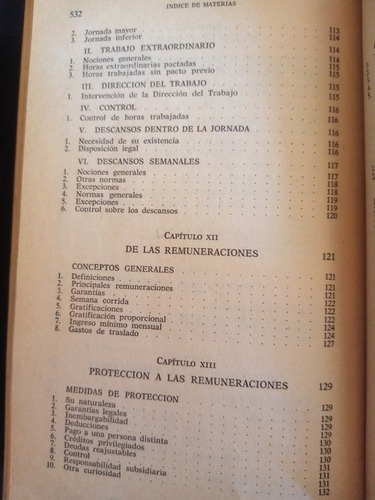 532 INDICE DE MATERIAS
2. Jornada mayor 113
3. Jornada inferior 114
II. TRABAJO EXTRAORDINARIO 114
1. Nociones generales 114
2. Horas extraordinarias pactadas 115
3. Horas trabajadas sin pacto previo 115
III. DIRECCION DEL TRABAJO 115
1. Intervención de la Dirección del Trabajo 115
IV. CONTROL 116
1. Control de horas trabajadas 116
V. DESCANSOS DENTRO DE LA JORNADA 116
1. Necesidad de su existencia 116
2. Disposición legal 116
VI. DESCANSOS SEMANALES 117
1. Nociones generales 117
2. Otras normas 118
3. Excepciones 118
4. Normas generales 119
5. Excepciones 119
6. Control sobre los descansos 120
CAPÍTULO XII
DE LAS REMUNERACIONES 121
CONCEPTOS GENERALES 121
1. Definiciones 121
2. Principales remuneraciones 121
3. Garantías 122
4. Semana corrida 122
5. Gratificaciones 122
6. Gratificación proporcional 124
7. Ingreso mínimo mensual 124
8. Gastos de traslado 127
CAPÍTULO XIII
PROTECCION A LAS REMUNERACIONES 129
MEDIDAS DE PROTECCION 129
1. Su naturaleza 129
2. Garantías legales 129
3. Inembargabilidad 130
4. Deducciones 130
5. Pago a una persona distinta 130
6. Créditos privilegiados 130
7. Deudas reajustables 131
8. Control 131
9. Responsabilidad subsidiaria 131
10. Otra curiosidad 132